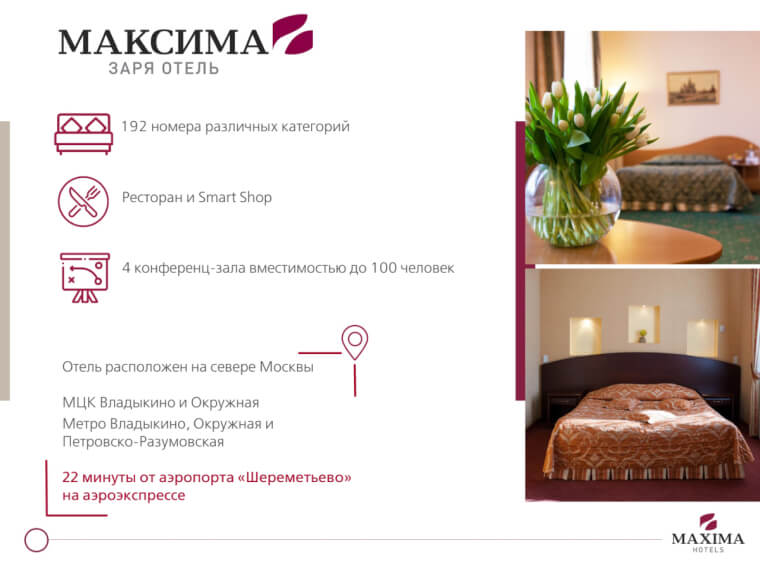 МАКСИМА
ЗАРЯ ОТЕЛЬ
192 номера различных категорий
Ресторан и Smart Shop
4 конференц-зала вместимостью до 100 человек
Отель расположен на севере Москвы
МЦК Владыкино и Окружная
Метро Владыкино, Окружная и
Петровско-Разумовская
22 минуты от аэропорта «Шереметьево»
на аэроэкспрессе
MAXIMA
HOTELS